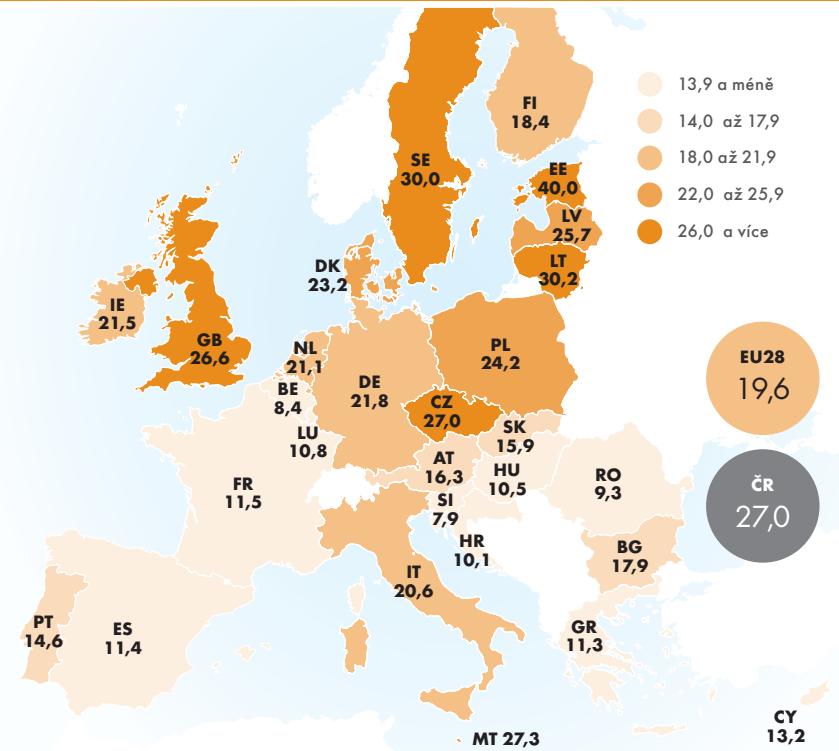 13,9 a méně
14,0 až 17,9
18,0 až 21,9
22,0 až 25,9
26,0 a více
FI
18,4
SE
30,0
EE
40,0
LV
25,7
LT
30,2
DK
23,2
IE
21,5
GB
26,6
NL
21,1
BE
8,4
LU
10,8
DE
21,8
PL
24,2
CZ
27,0
SK
15,9
AT
16,3
HU
10,5
SI
7,9
HR
10,1
RO
9,3
BG
17,9
FR
11,5
IT
20,6
PT
14,6
ES
11,4
GR
11,3
MT 27,3
CY
13,2
EU28
19,6
ČR
27,0